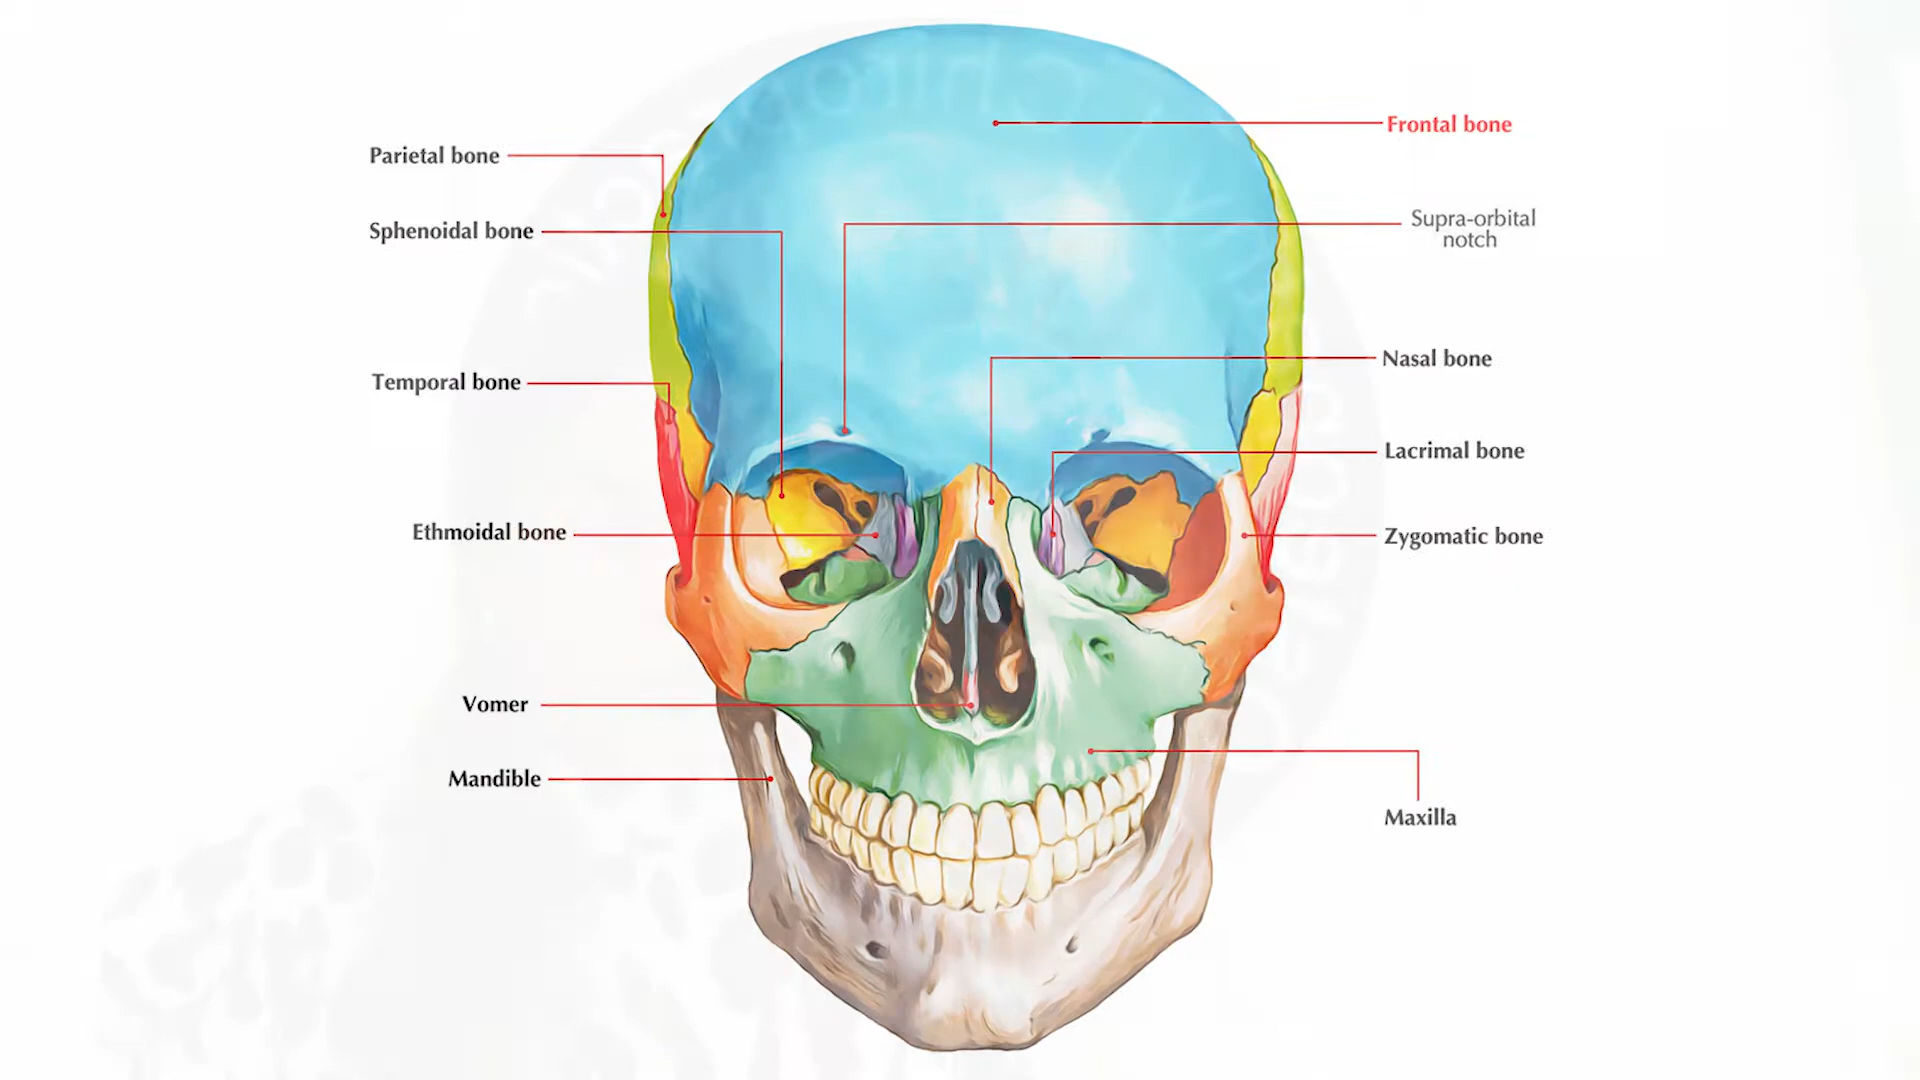 Frontal bone
Parietal bone
Supra-orbital
notch
Sphenoidal bone
Nasal bone
Temporal bone
Lacrimal bone
Ethmoidal bone
Zygomatic bone
Vomer
Mandible
Maxilla